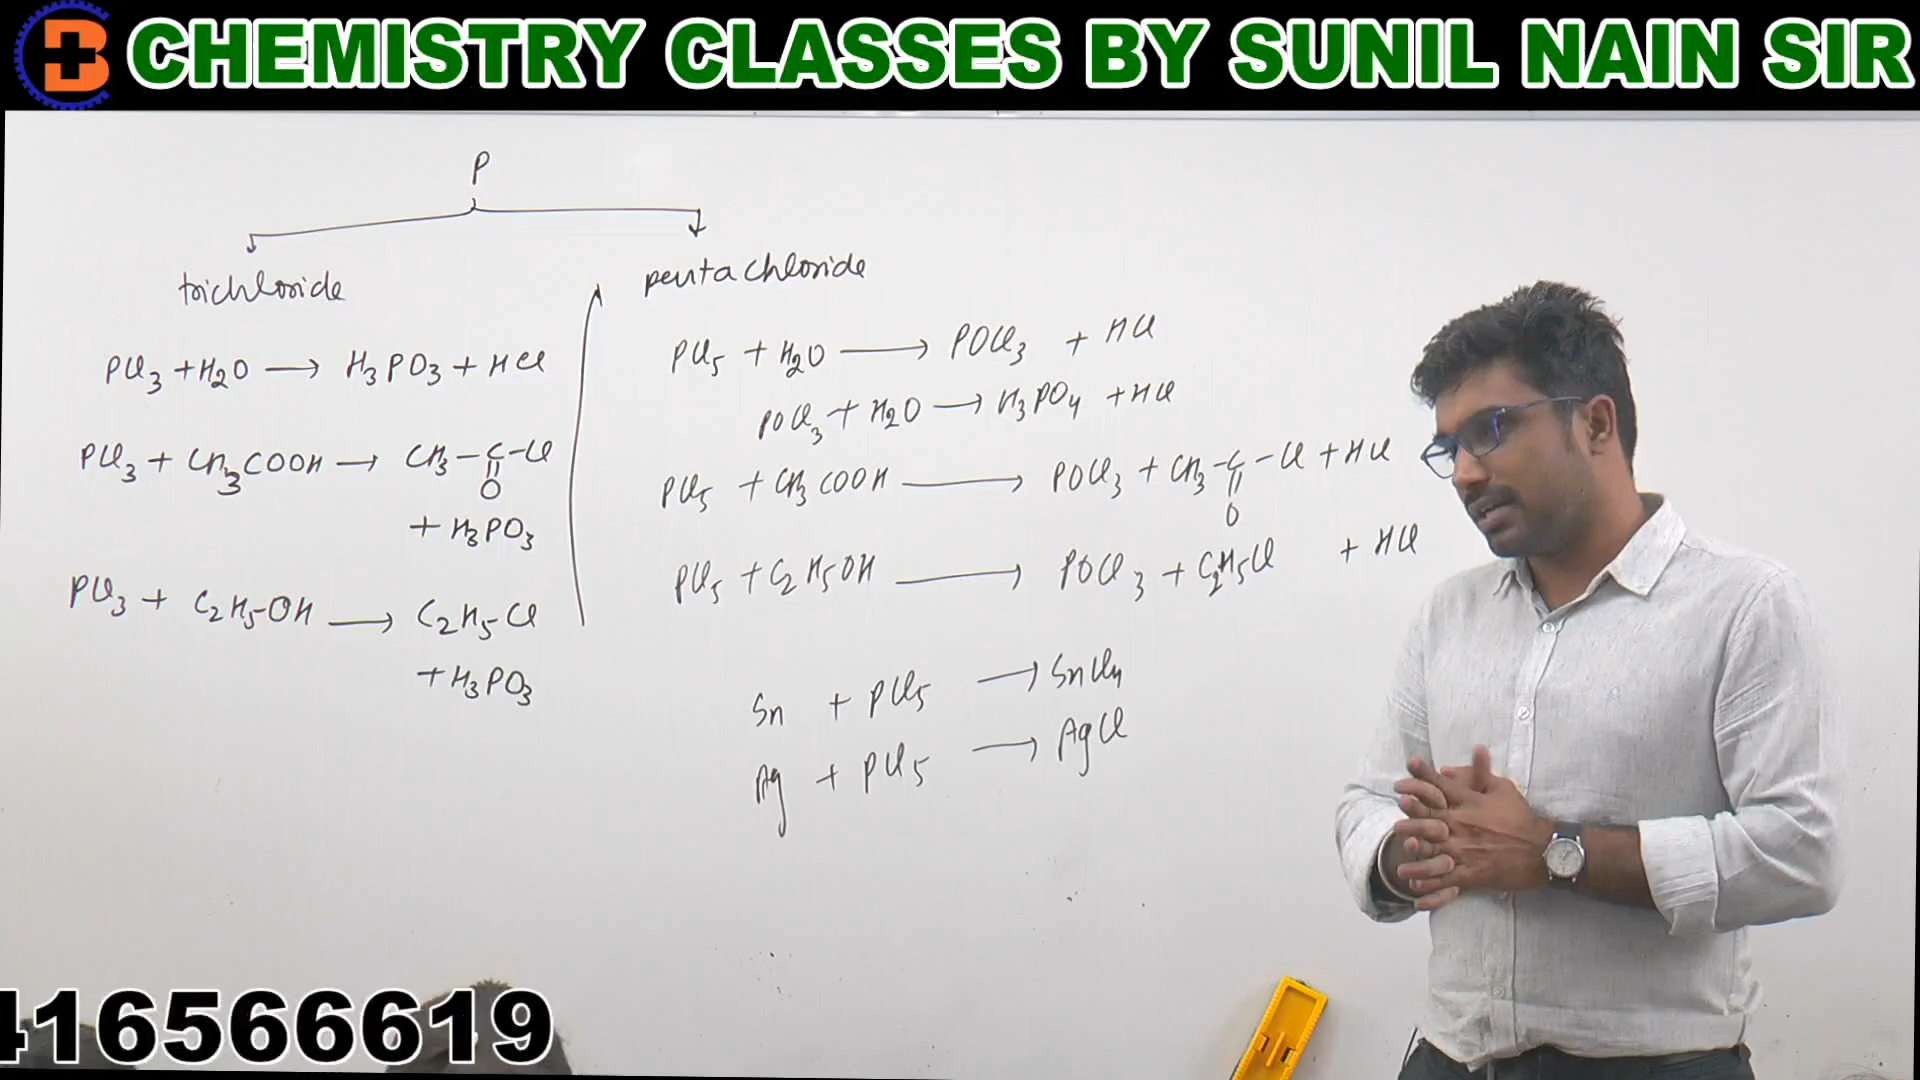 CHEMISTRY CLASSES BY SUNIL NAIN SIR
P
trichloride
PCl3 + H2O → H3PO3 + HCl
PCl3 + CH3COOH → CH3-C-Cl
O
+ H3PO3
PCl3 + C2H5-OH → C2H5-Cl
+ H3PO3
pentachloride
PCl5 + H2O → POCl3 + HCl
POCl3 + H2O → H3PO4 + HCl
PCl5 + CH3COOH → POCl3 + CH3-C-Cl + HCl
O
PCl5 + C2H5OH → POCl3 + C2H5Cl + HCl
Sn + PCl5 → SnCl4
Ag + PCl5 → AgCl
416566619